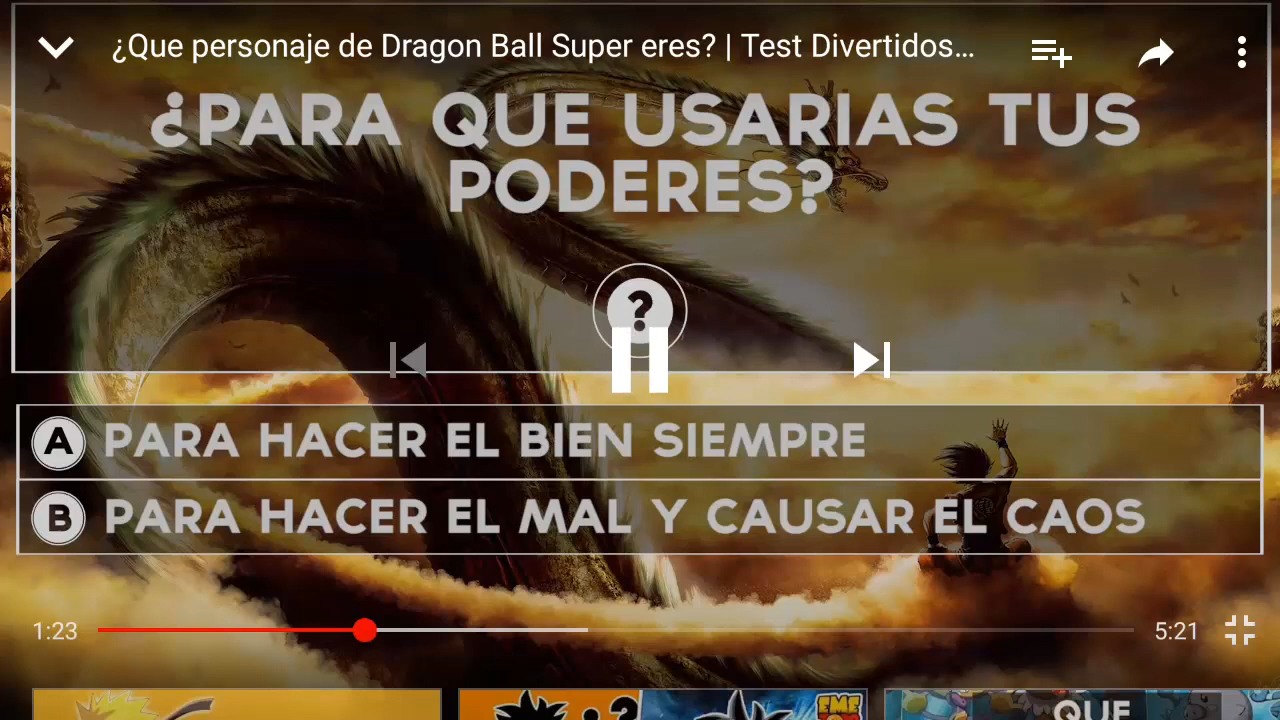 ¿Que personaje de Dragon Ball Super eres? | Test Divertidos...
¿PARA QUE USARIAS TUS
PODERES?
?
A PARA HACER EL BIEN SIEMPRE
B PARA HACER EL MAL Y CAUSAR EL CAOS
1:23
5:21
?
QUE